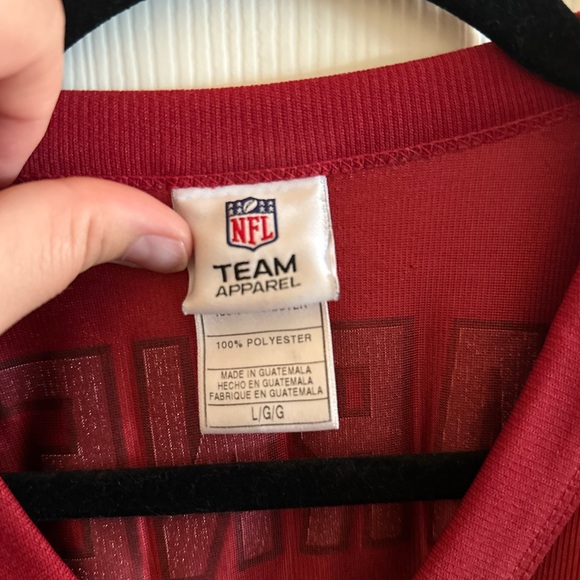 NFL
TEAM
APPAREL
100% POLYESTER
MADE IN GUATEMALA
HECHO EN GUATEMALA
FABRIQUE EN GUATEMALA
L/G/G